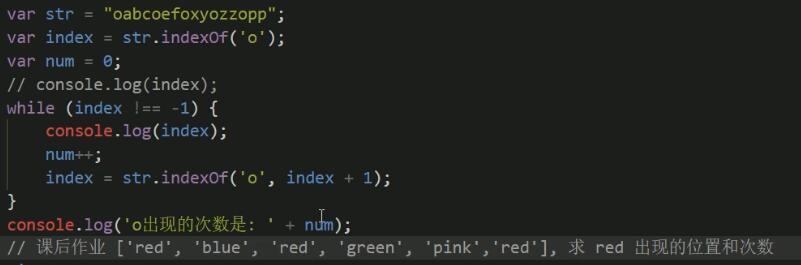 var str = "oabcoefoxyozzopp";
var index = str.indexOf('o');
var num = 0;
// console.log(index);
while (index !== -1) {
    console.log(index);
    num++;
    index = str.indexOf('o', index + 1);
}
console.log('o出现的次数是: ' + num);
// 课后作业 ['red', 'blue', 'red', 'green', 'pink','red'], 求 red 出现的位置和次数